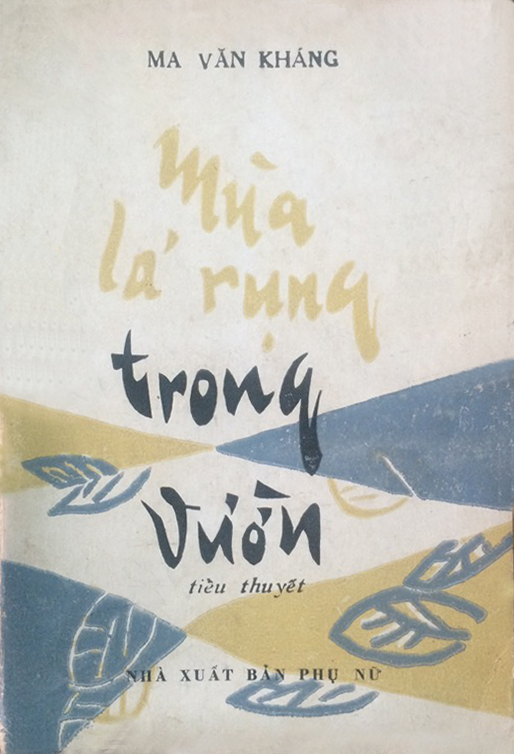 MA VĂN KHÁNG
Mùa
lá rụng
trong
vườn
tiểu thuyết
NHÀ XUẤT BẢN PHỤ NỮ